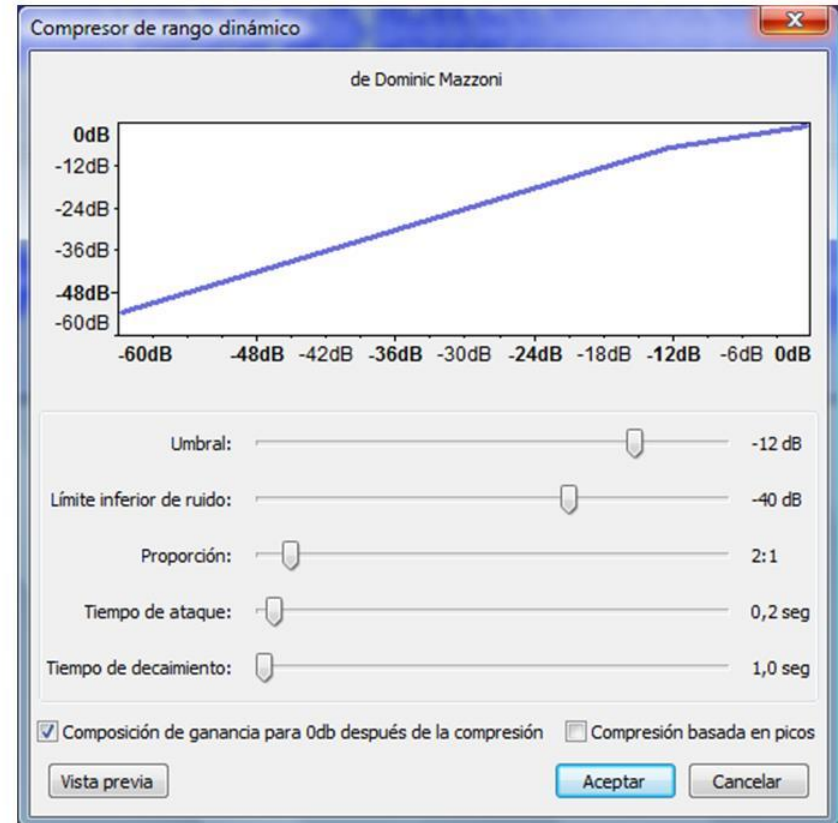 Compresor de rango dinámico
de Dominic Mazzoni
0dB
-12dB
-24dB
-36dB
-48dB
-60dB
-60dB -48dB -42dB -36dB -30dB -24dB -18dB -12dB -6dB 0dB
Umbral: -12 dB
Límite inferior de ruido: -40 dB
Proporción: 2:1
Tiempo de ataque: 0,2 seg
Tiempo de decaimiento: 1,0 seg
Composición de ganancia para 0db después de la compresión Compresión basada en picos
Vista previa Aceptar Cancelar